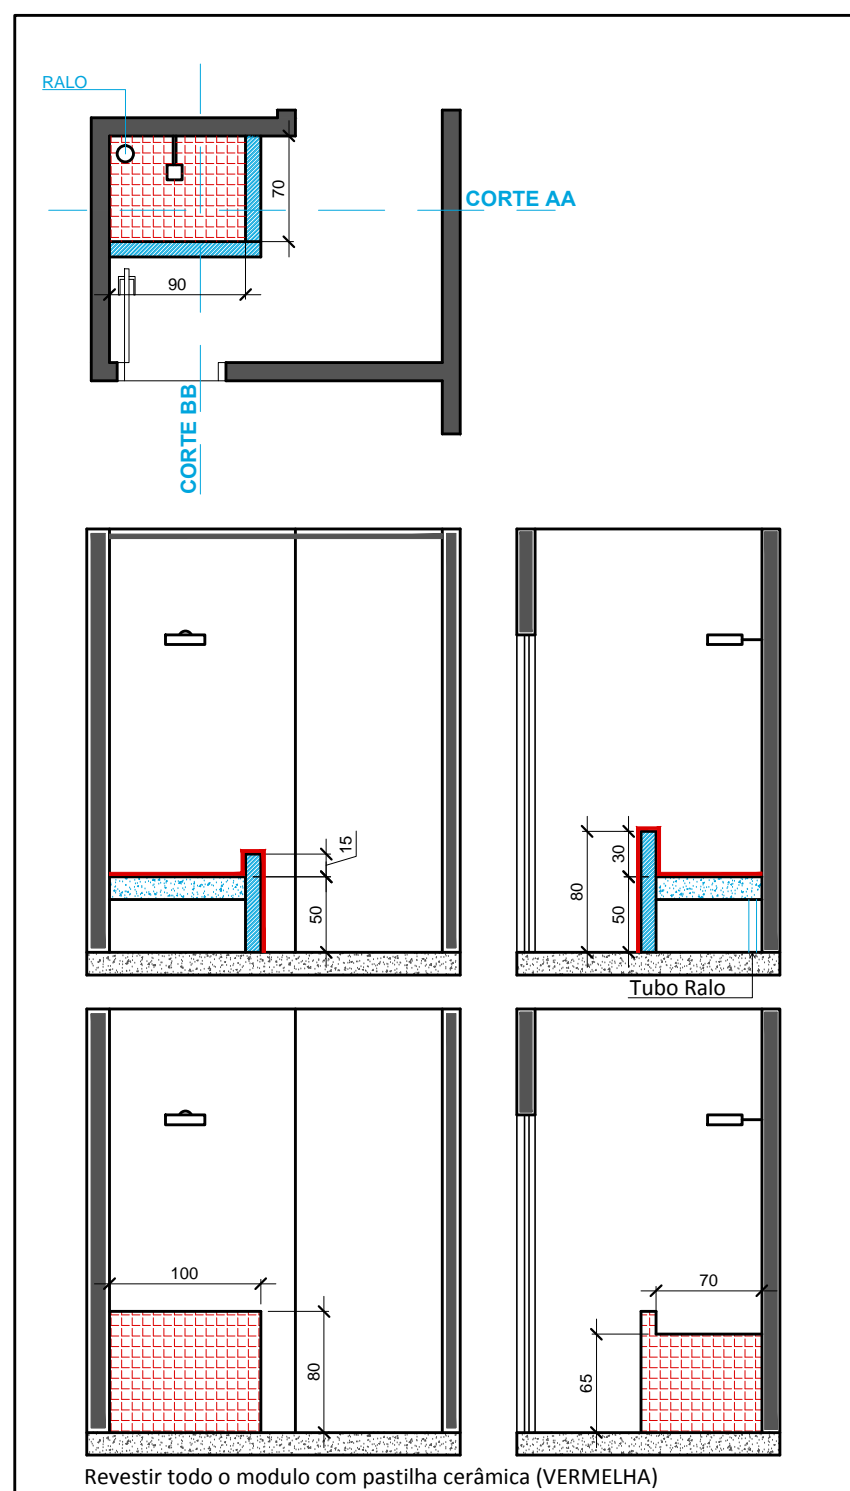 RALO
CORTE AA
70
90
CORTE BB
15
50
80
30
50
Tubo Ralo
100
80
70
65
Revestir todo o modulo com pastilha cerâmica (VERMELHA)